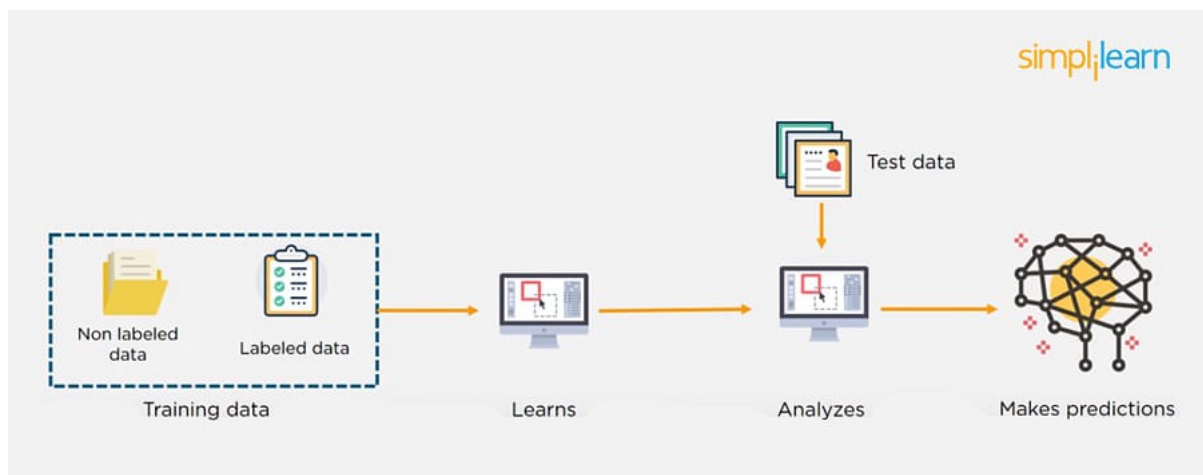 simplilearn
Test data
Non labeled
data
Labeled data
Training data
Learns
Analyzes
Makes predictions